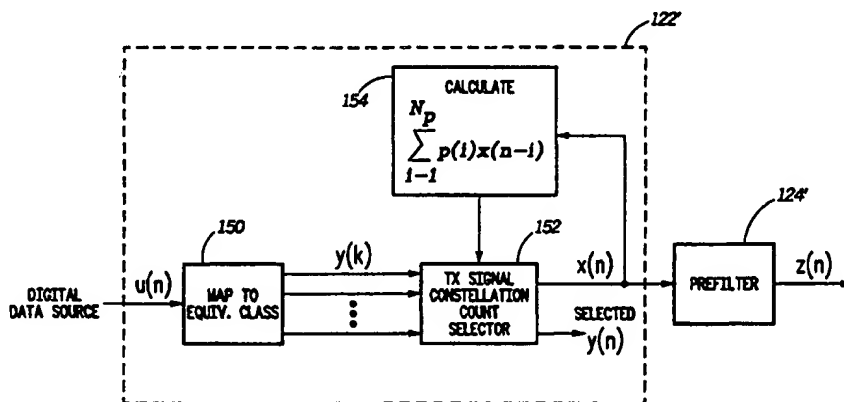 122'
154
CALCULATE
N_p
∑ p(i)x(n-i)
i-1
124'
150
152
y(k)
x(n)
u(n)
z(n)
DIGITAL
DATA SOURCE
MAP TO
EQUIV. CLASS
TX SIGNAL
CONSTELLATION
COUNT
SELECTOR
PREFILTER
SELECTED
y(n)